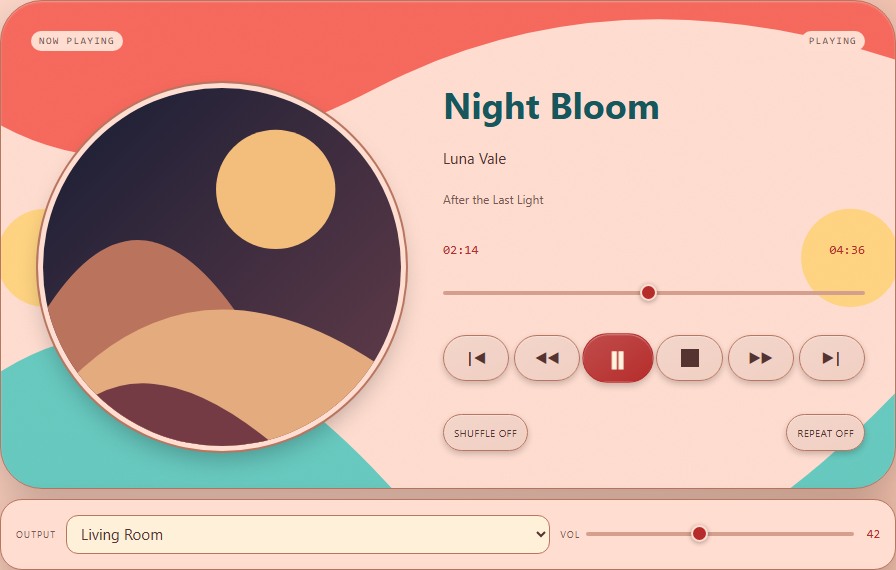 NOW PLAYING
PLAYING
Night Bloom
Luna Vale
After the Last Light
02:14
04:36
SHUFFLE OFF
REPEAT OFF
OUTPUT
Living Room
VOL
42